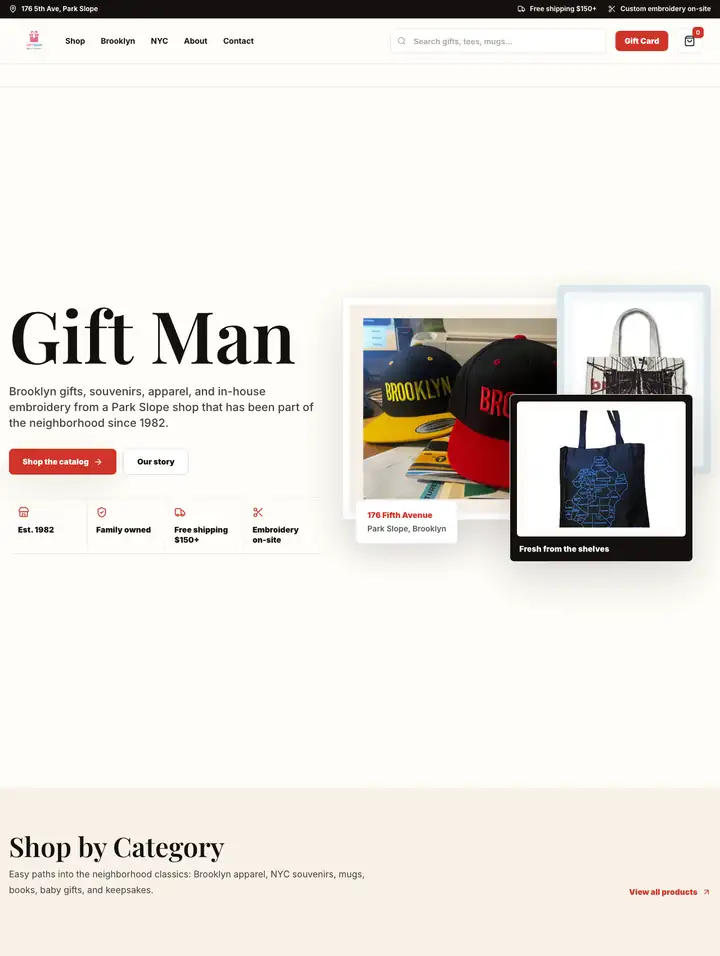 176 5th Ave, Park Slope
Free shipping $150+
Custom embroidery on-site
Shop
Brooklyn
NYC
About
Contact
Search gifts, tees, mugs...
Gift Card
0
Gift Man
Brooklyn gifts, souvenirs, apparel, and in-house
embroidery from a Park Slope shop that has been part of
the neighborhood since 1982.
Shop the catalog
Our story
Est. 1982
Family owned
Free shipping
$150+
Embroidery
on-site
BROOKLYN
BRO
176 Fifth Avenue
Park Slope, Brooklyn
Fresh from the shelves
Shop by Category
Easy paths into the neighborhood classics: Brooklyn apparel, NYC souvenirs, mugs,
books, baby gifts, and keepsakes.
View all products